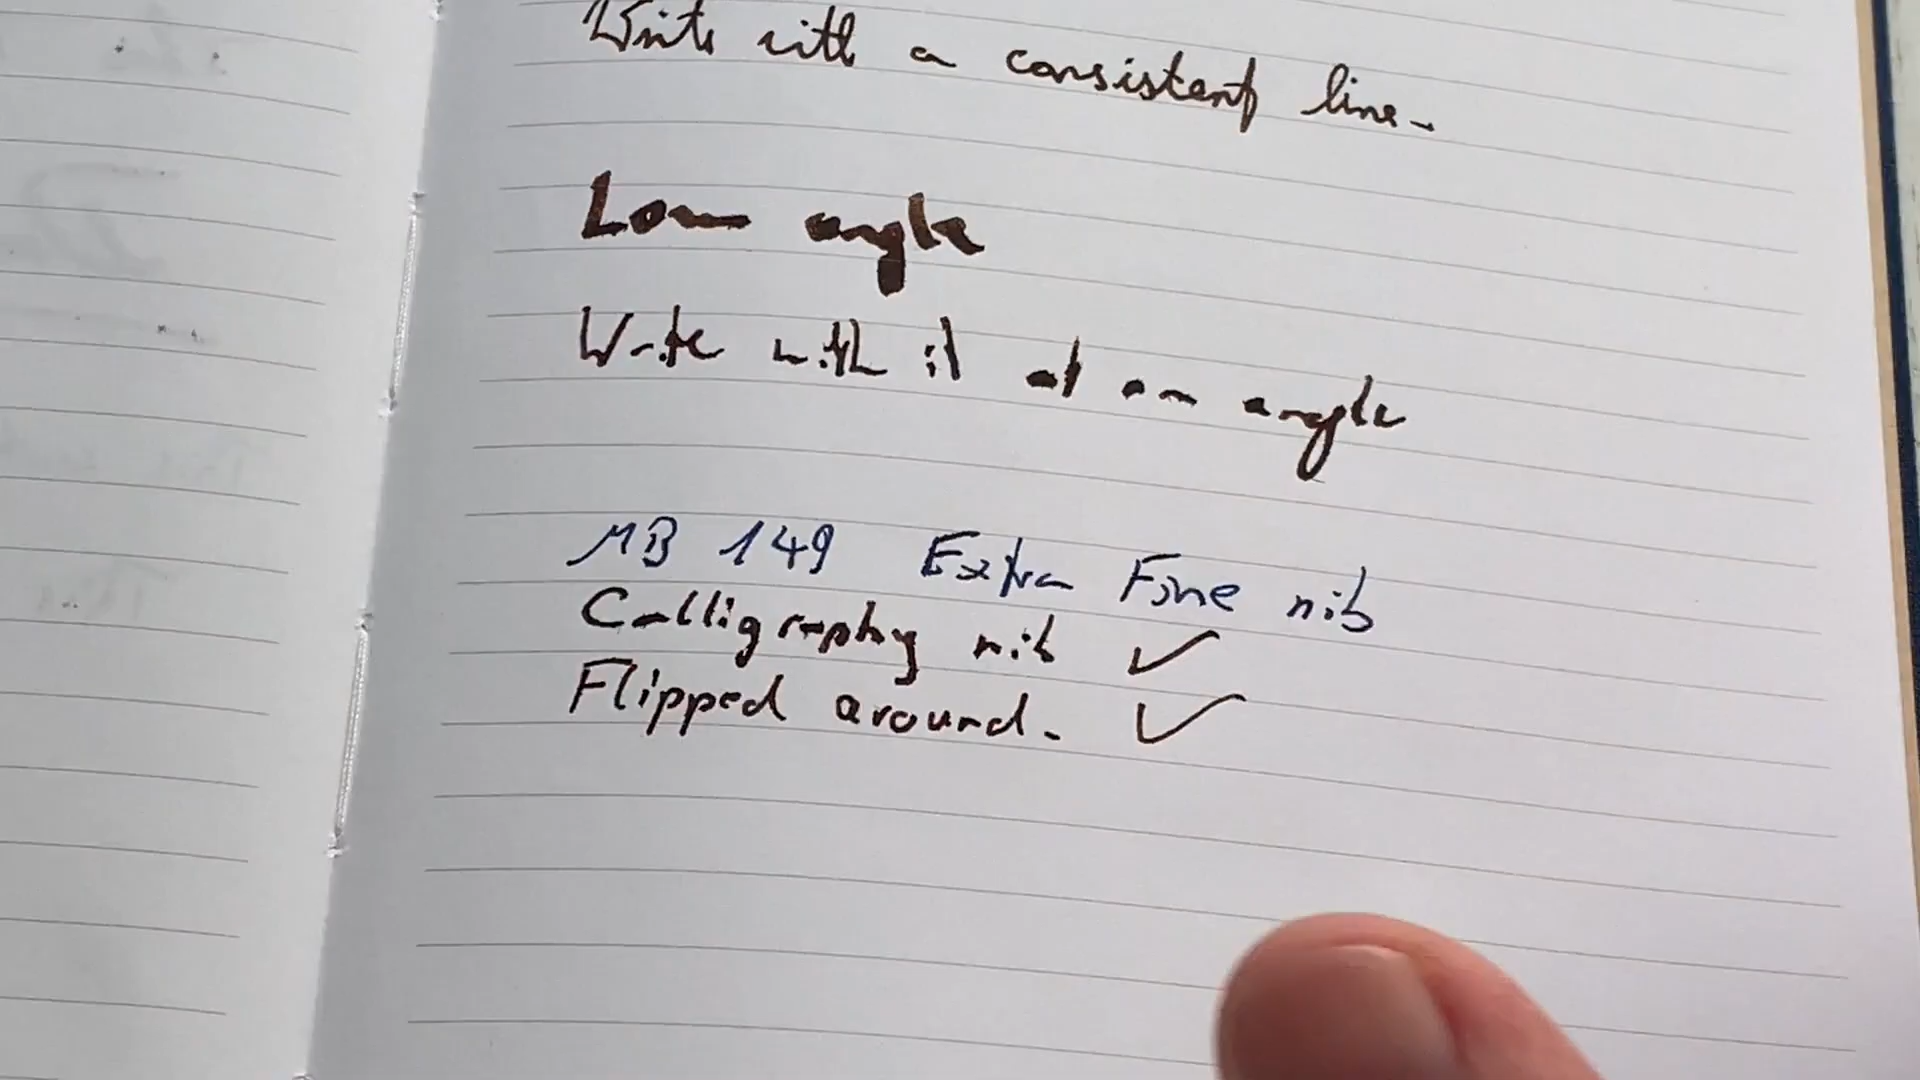 Write with a consistent line.
Low angle
Write with it at an angle
MB 149 Extra Fine nib
Calligraphy nib ✓
Flipped around. ✓